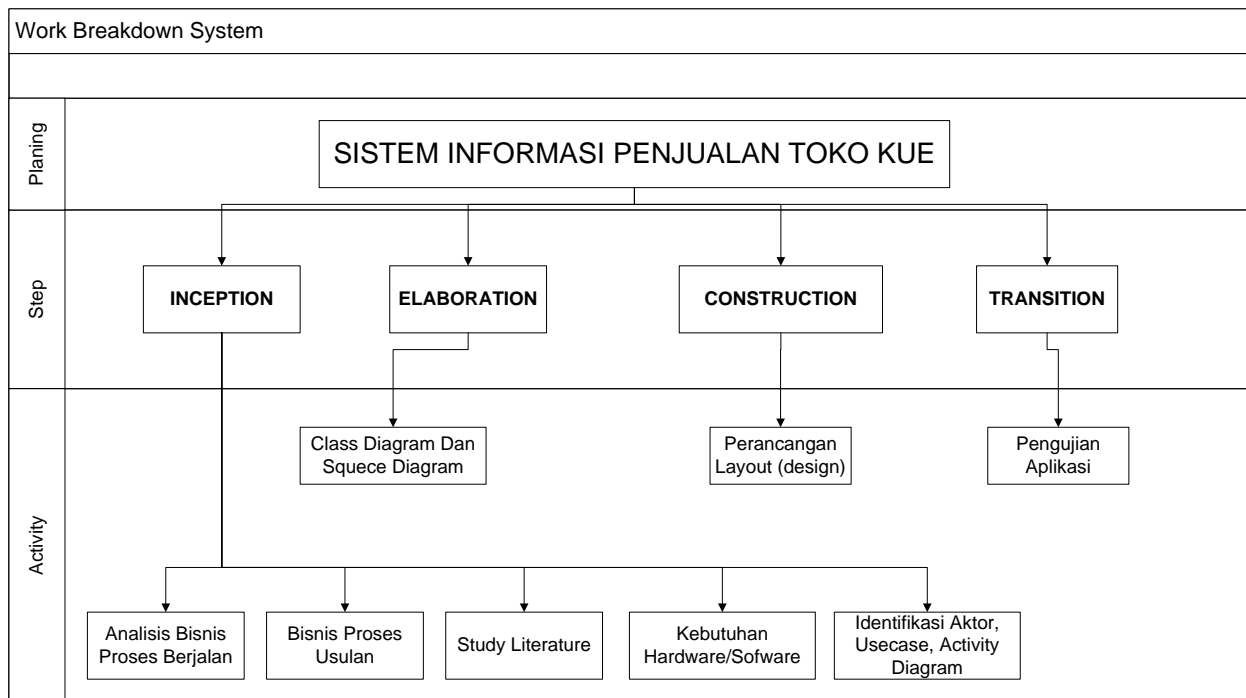 Work Breakdown System
Planing
SISTEM INFORMASI PENJUALAN TOKO KUE
Step
INCEPTION
ELABORATION
CONSTRUCTION
TRANSITION
Activity
Class Diagram Dan
Squece Diagram
Perancangan
Layout (design)
Pengujian
Aplikasi
Analisis Bisnis
Proses Berjalan
Bisnis Proses
Usulan
Study Literature
Kebutuhan
Hardware/Sofware
Identifikasi Aktor,
Usecase, Activity
Diagram